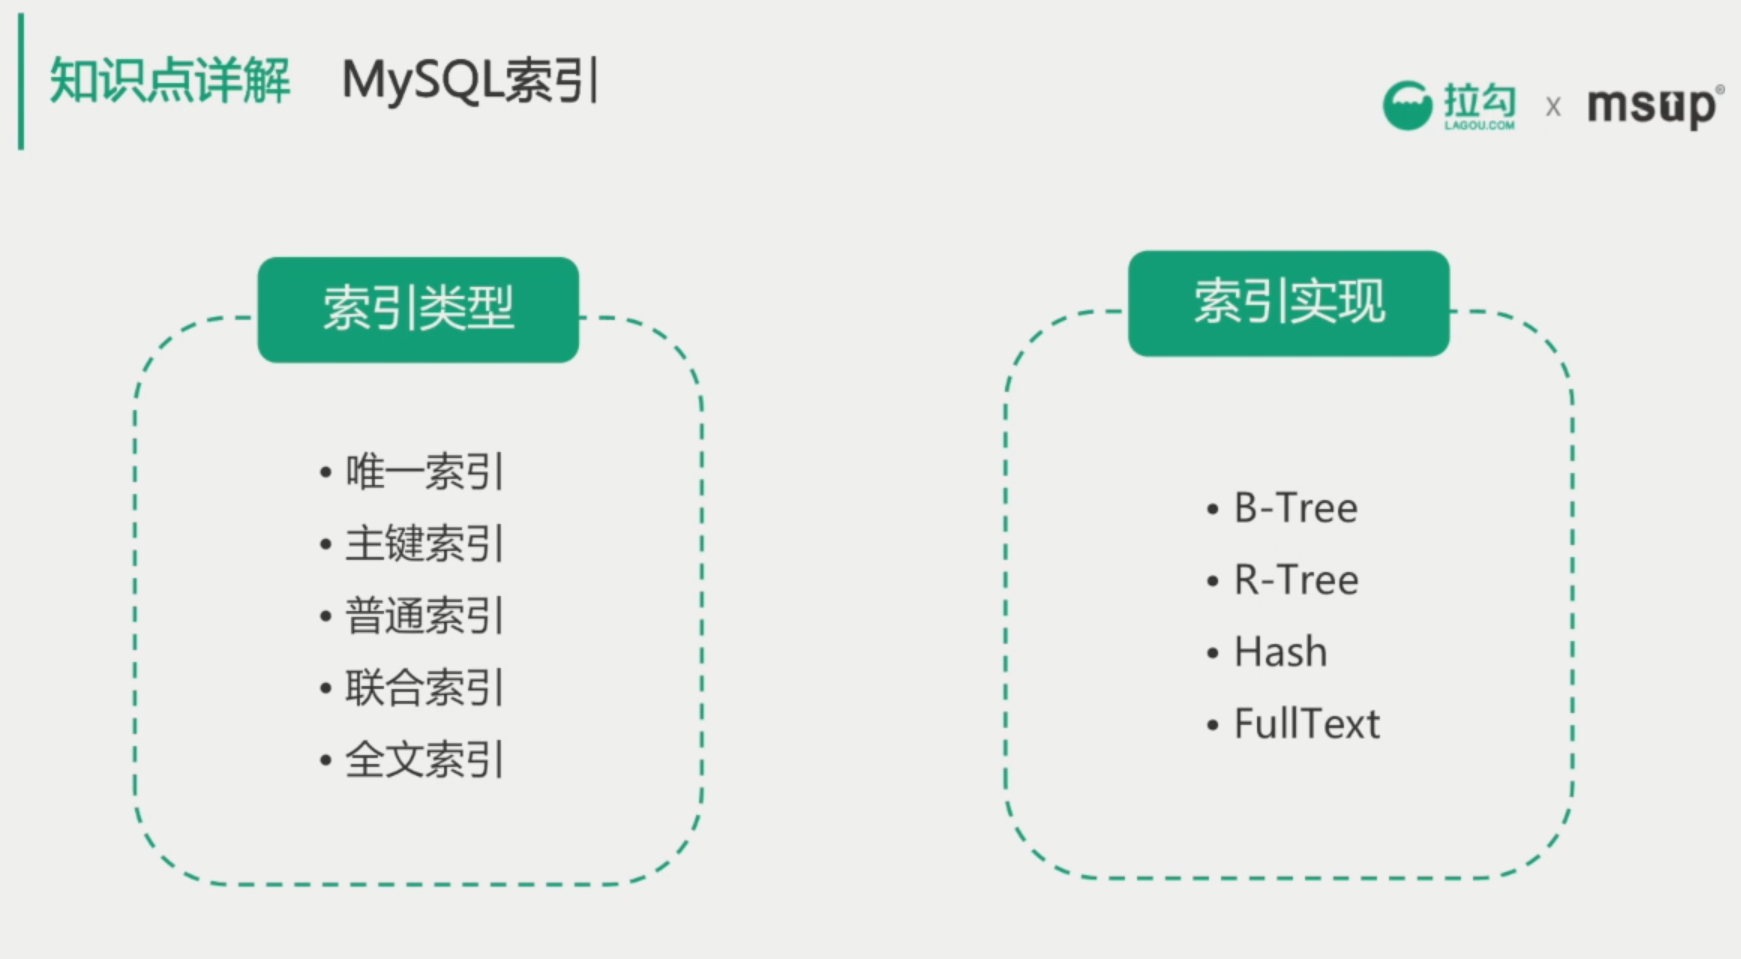 知识点详解 MySQL索引
拉勾 x msup®
LAGOU.COM
索引类型
• 唯一索引
• 主键索引
• 普通索引
• 联合索引
• 全文索引
索引实现
• B-Tree
• R-Tree
• Hash
• FullText